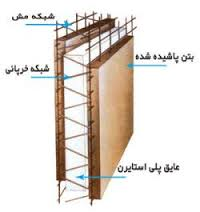 شبکه مش
بتن پاشیده شده
شبکه خرپائی
عایق پلی استایرن